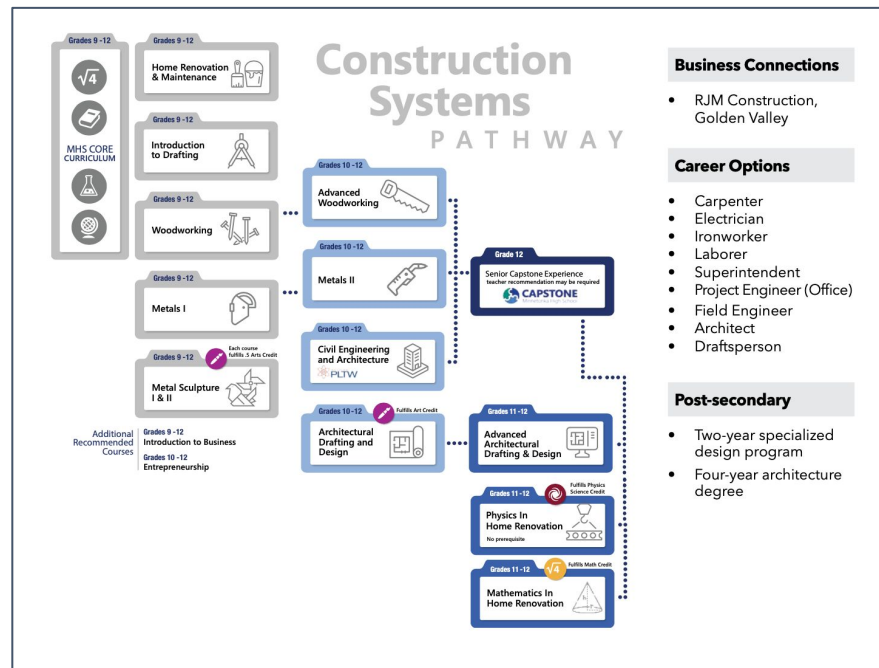 Construction
Systems
PATHWAY
Grades 9 -12
√4
MHS CORE
CURRICULUM
Grades 9 -12
Home Renovation
& Maintenance
Grades 9 -12
Introduction
to Drafting
Grades 9 -12
Woodworking
Grades 9 -12
Metals I
Grades 9 -12
Each course
fulfills .5 Arts Credit
Metal Sculpture
I & II
Additional
Recommended
Courses
Grades 9 -12
Introduction to Business
Grades 10 -12
Entrepreneurship
Grades 10 -12
Advanced
Woodworking
Grades 10 -12
Metals II
Grades 10 -12
Civil Engineering
and Architecture
PLTW
Grades 10 -12
Fulfills Art Credit
Architectural
Drafting and
Design
Grade 12
Senior Capstone Experience
teacher recommendation may be required
CAPSTONE
Grades 11 -12
Advanced
Architectural
Drafting & Design
Grades 11 -12
Fulfills Physics
Science Credit
Physics In
Home Renovation
No prerequisite
Grades 11 -12
√4
Fulfills Math Credit
Mathematics In
Home Renovation
h
r
Business Connections
• RJM Construction,
Golden Valley
Career Options
• Carpenter
• Electrician
• Ironworker
• Laborer
• Superintendent
• Project Engineer (Office)
• Field Engineer
• Architect
• Draftsperson
Post-secondary
• Two-year specialized
design program
• Four-year architecture
degree